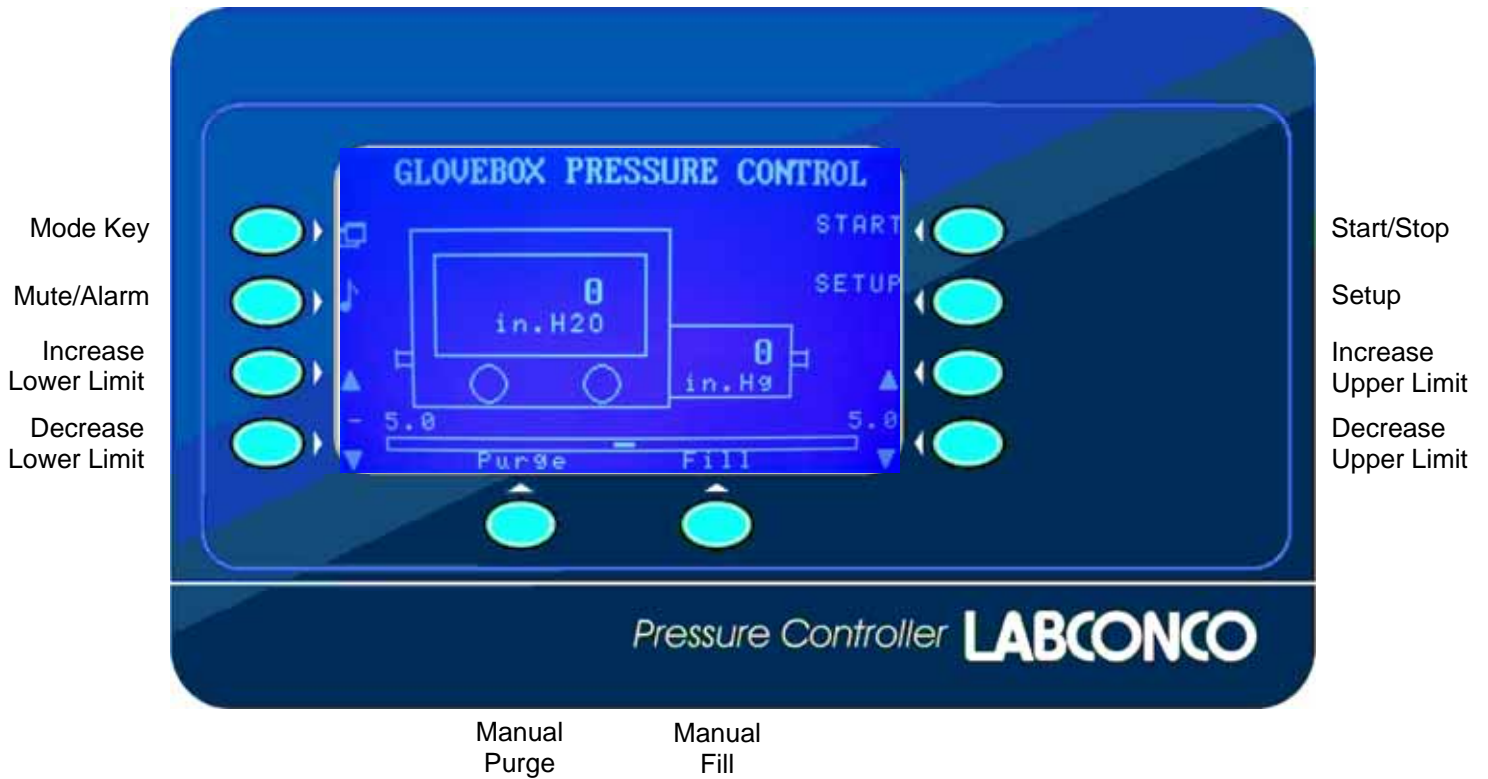 GLOVEBOX PRESSURE CONTROL
Mode Key
START
Start/Stop
Mute/Alarm
0
in.H2O
SETUP
Setup
Increase
Lower Limit
0
in.Hg
Increase
Upper Limit
Decrease
Lower Limit
- 5.0
5.0
Decrease
Upper Limit
Purge
Fill
Pressure Controller LABCONCO
Manual
Purge
Manual
Fill